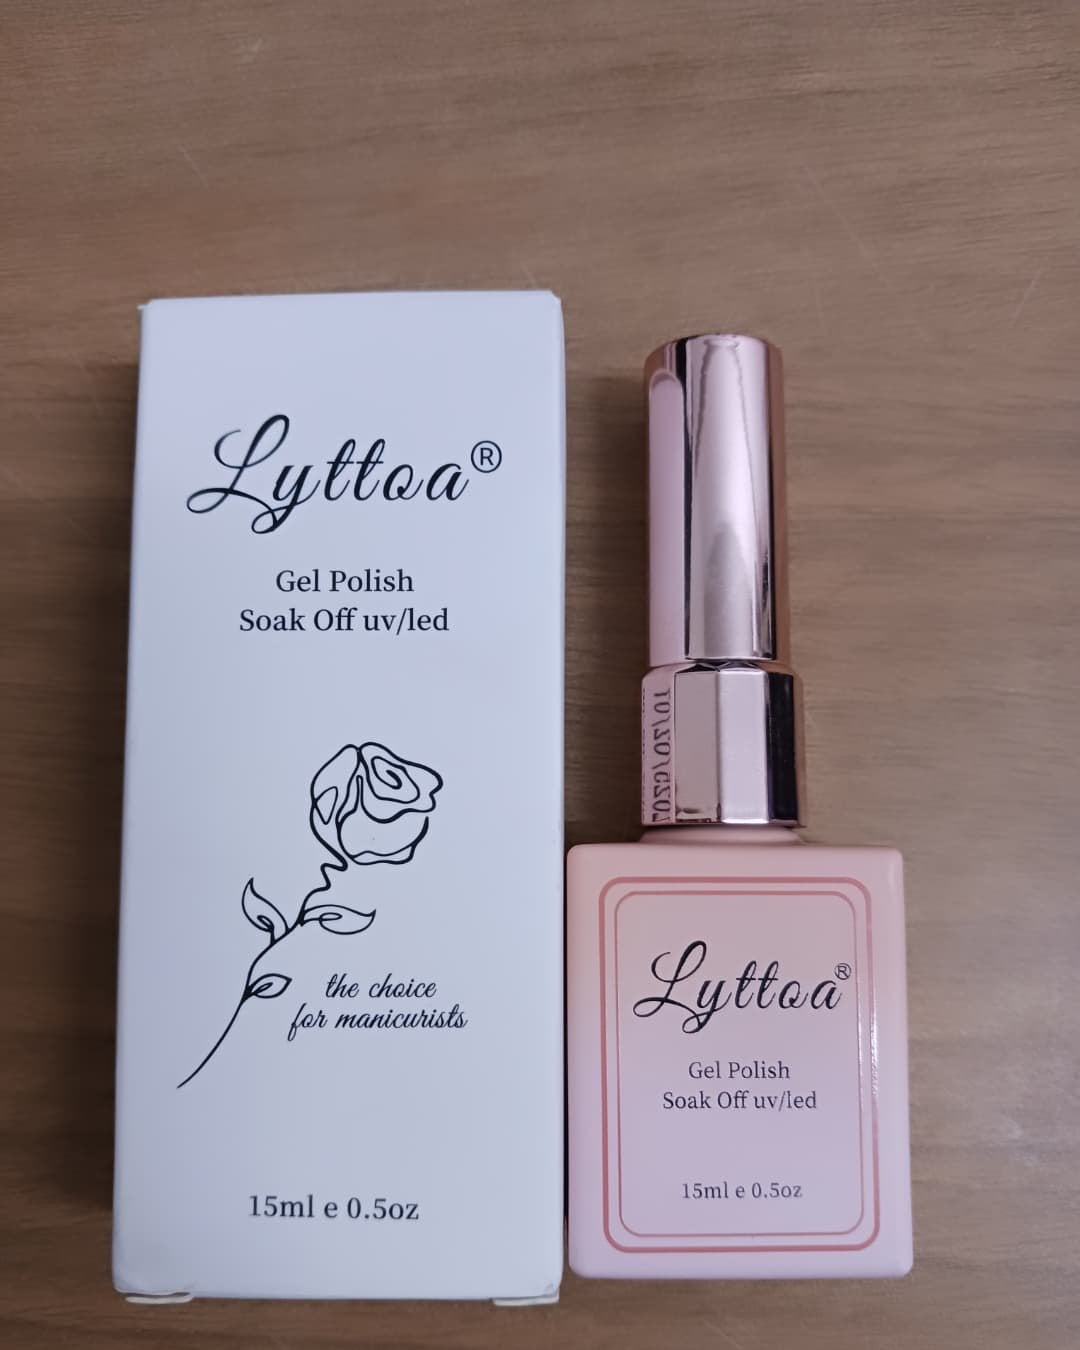 Lyttoa®
Gel Polish
Soak Off uv/led
the choice
for manicurists
15ml e 0.5oz
Lyttoa®
Gel Polish
Soak Off uv/led
15ml e 0.5oz